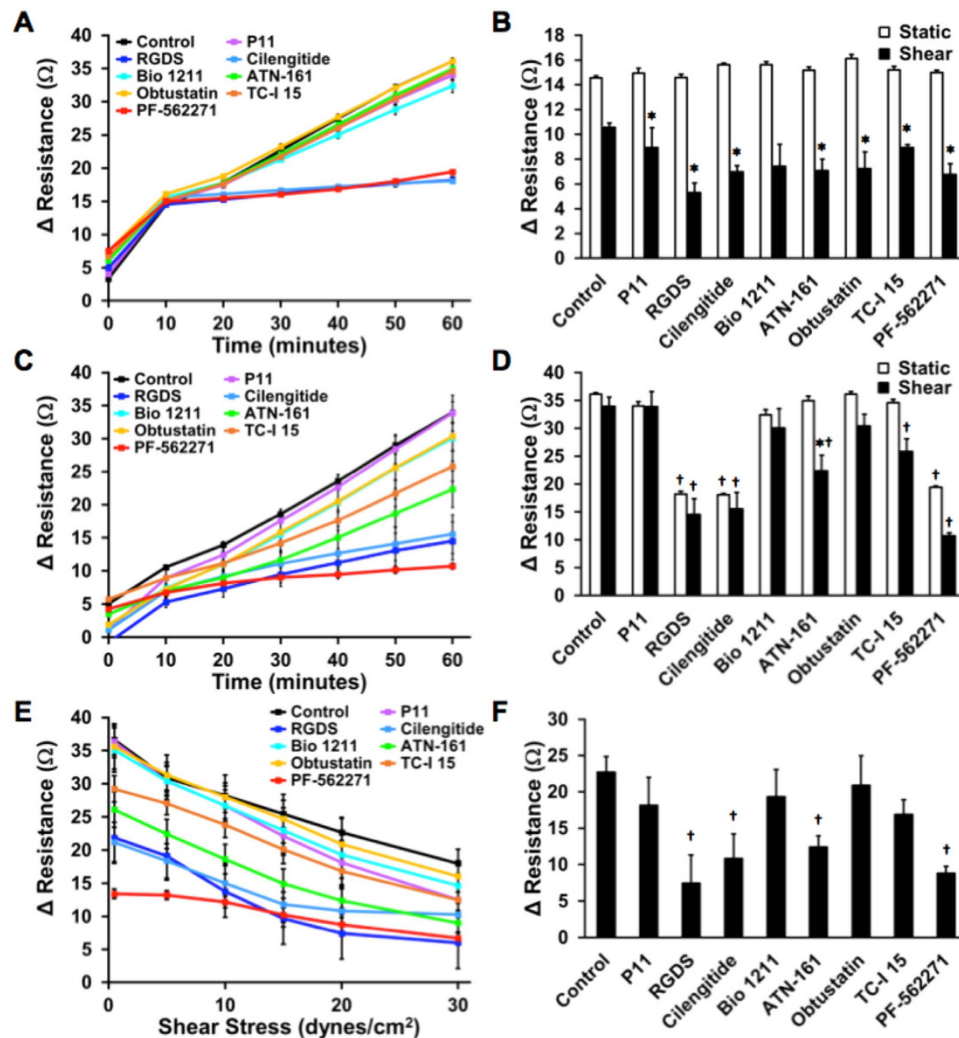 A
Control
P11
RGDS
Cilengitide
Bio 1211
ATN-161
Obtustatin
TC-I 15
PF-562271
Δ Resistance (Ω)
40
35
30
25
20
15
10
5
0
0 10 20 30 40 50 60
Time (minutes)
B
Static
Shear
Δ Resistance (Ω)
18
16
14
12
10
8
6
4
2
0
* * * * * * *
Control
P11
RGDS
Cilengitide
Bio 1211
ATN-161
Obtustatin
TC-I 15
PF-562271
C
Control
P11
RGDS
Cilengitide
Bio 1211
ATN-161
Obtustatin
TC-I 15
PF-562271
Δ Resistance (Ω)
40
35
30
25
20
15
10
5
0
0 10 20 30 40 50 60
Time (minutes)
D
Static
Shear
Δ Resistance (Ω)
40
35
30
25
20
15
10
5
0
† † † † *† † † †
Control
P11
RGDS
Cilengitide
Bio 1211
ATN-161
Obtustatin
TC-I 15
PF-562271
E
Control
P11
RGDS
Cilengitide
Bio 1211
ATN-161
Obtustatin
TC-I 15
PF-562271
Δ Resistance (Ω)
40
35
30
25
20
15
10
5
0
0 10 20 30
Shear Stress (dynes/cm²)
F
Δ Resistance (Ω)
30
25
20
15
10
5
0
† † † †
Control
P11
RGDS
Cilengitide
Bio 1211
ATN-161
Obtustatin
TC-I 15
PF-562271